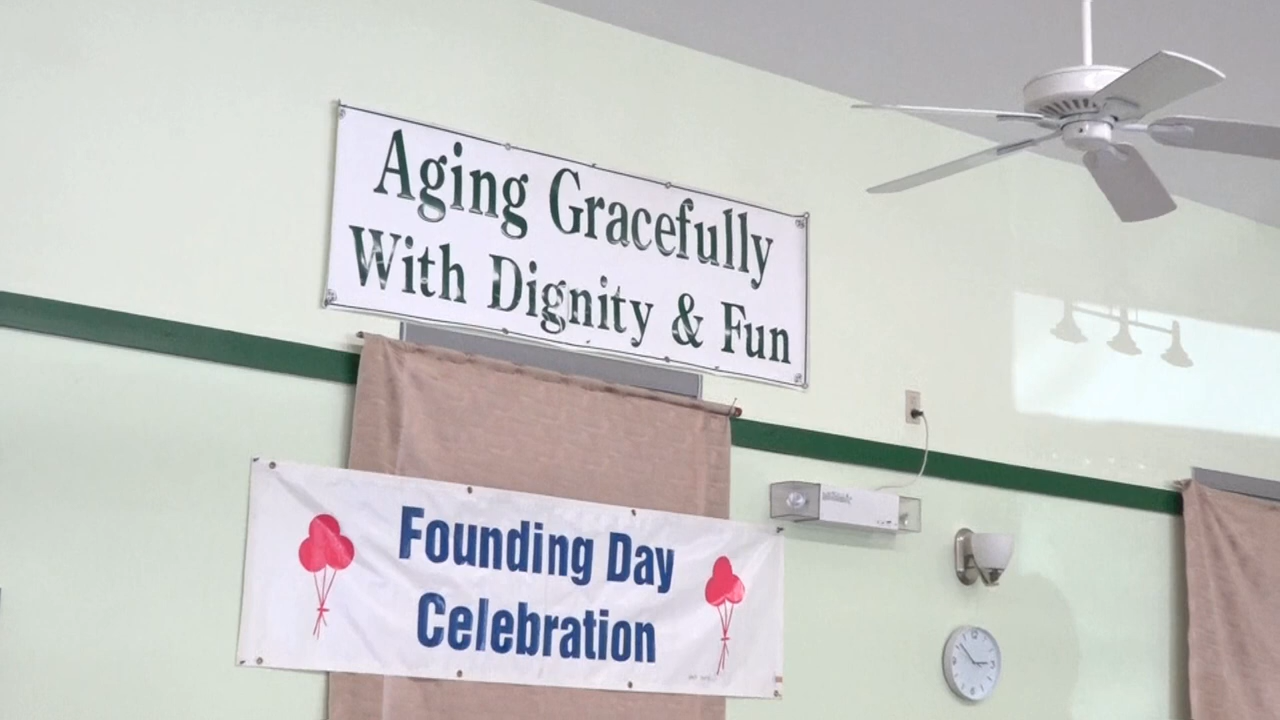 Aging Gracefully
With Dignity & Fun
Founding Day
Celebration